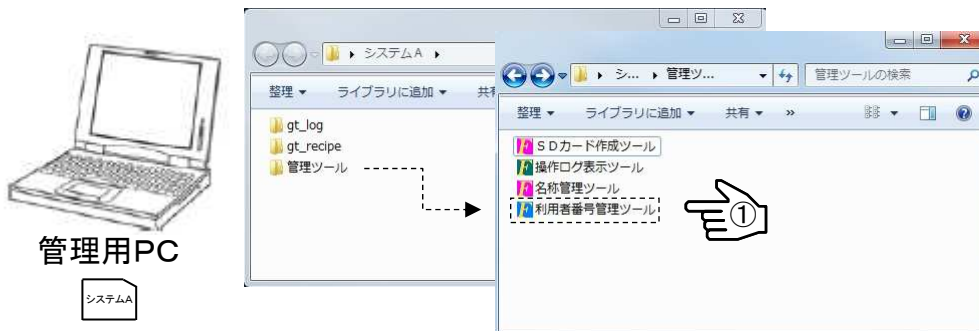 システムA
整理 ライブラリに追加
gt_log
gt_recipe
管理ツール
シ... 管理ツ... 管理ツールの検索
整理 ライブラリに追加 共有 »
SDカード作成ツール
操作ログ表示ツール
名称管理ツール
利用者番号管理ツール
①
管理用PC
システムA